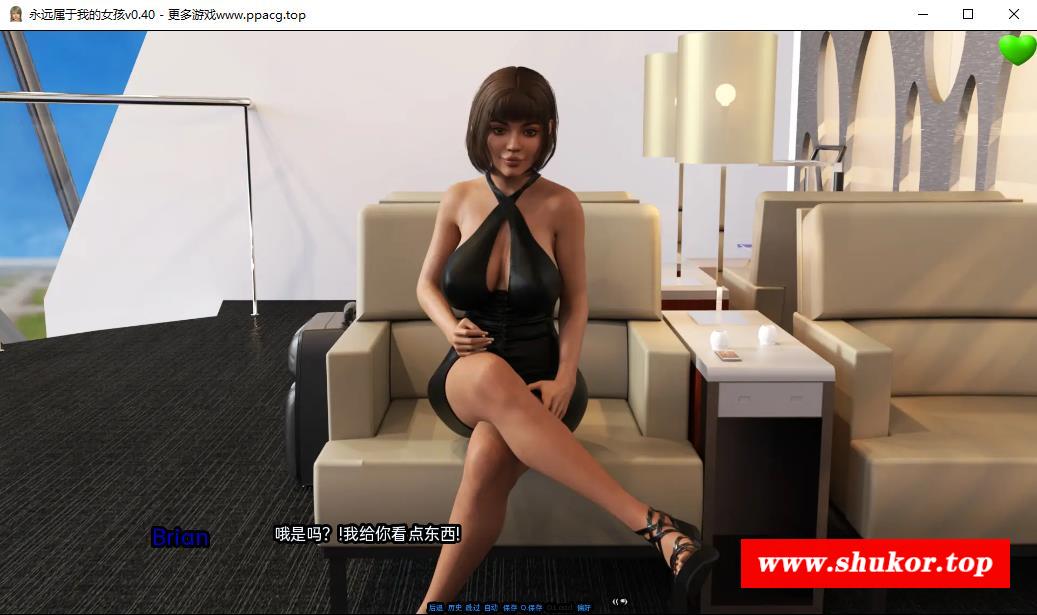 永远属于我的女孩v0.40 - 更多游戏www.ppacg.top
Brian
哦是吗？!我给你看点东西!
www.shukor.top
后退 历史 跳过 自动 保存 Q.保存 Q.Load 偏好